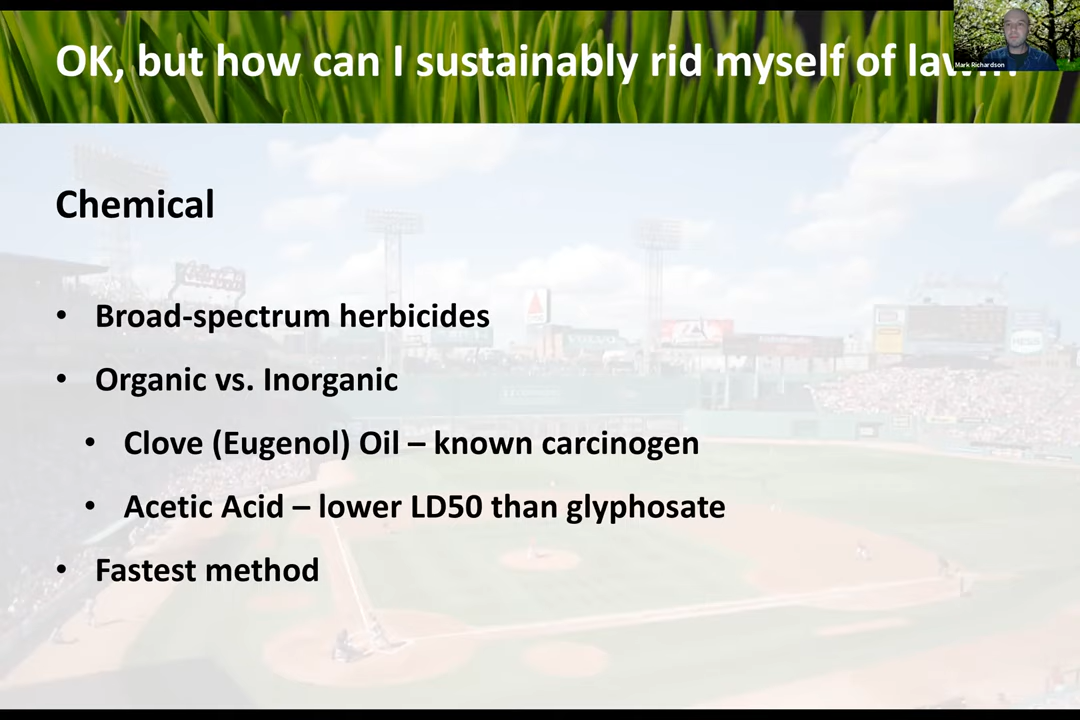 OK, but how can I sustainably rid myself of
Mark Richardson
Chemical
• Broad-spectrum herbicides
• Organic vs. Inorganic
• Clove (Eugenol) Oil – known carcinogen
• Acetic Acid – lower LD50 than glyphosate
• Fastest method